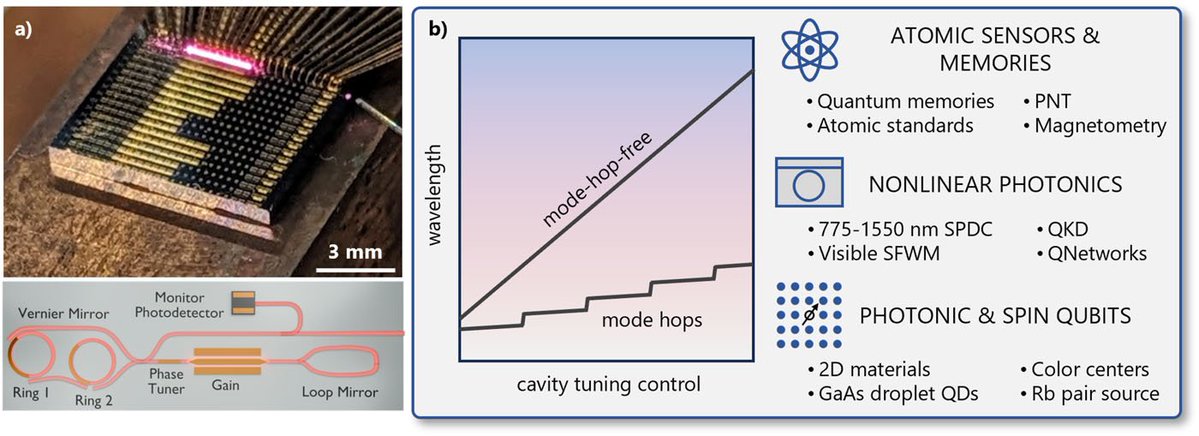 a)
3 mm
Monitor
Photodetector
Vernier Mirror
Phase
Tuner
Gain
Loop Mirror
Ring 1
Ring 2
b)
wavelength
mode-hop-free
mode hops
cavity tuning control
ATOMIC SENSORS &
MEMORIES
• Quantum memories
• PNT
• Atomic standards
• Magnetometry
NONLINEAR PHOTONICS
• 775-1550 nm SPDC
• QKD
• Visible SFWM
• QNetworks
PHOTONIC & SPIN QUBITS
• 2D materials
• Color centers
• GaAs droplet QDs
• Rb pair source